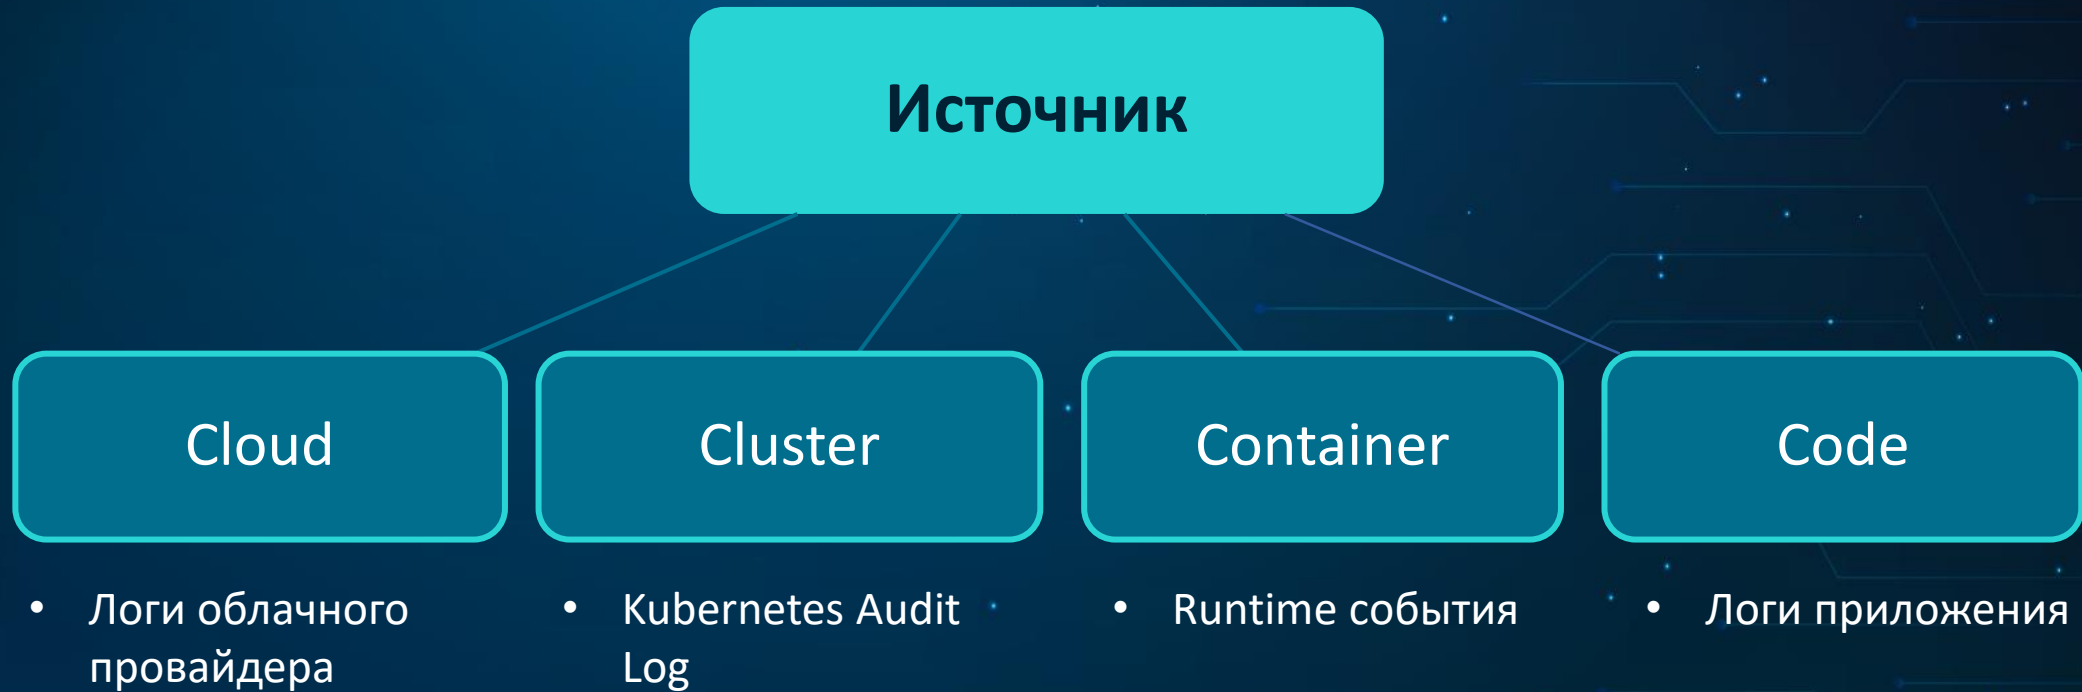 Источник
Cloud
Cluster
Container
Code
• Логи облачного
провайдера
• Kubernetes Audit
Log
• Runtime события
• Логи приложения